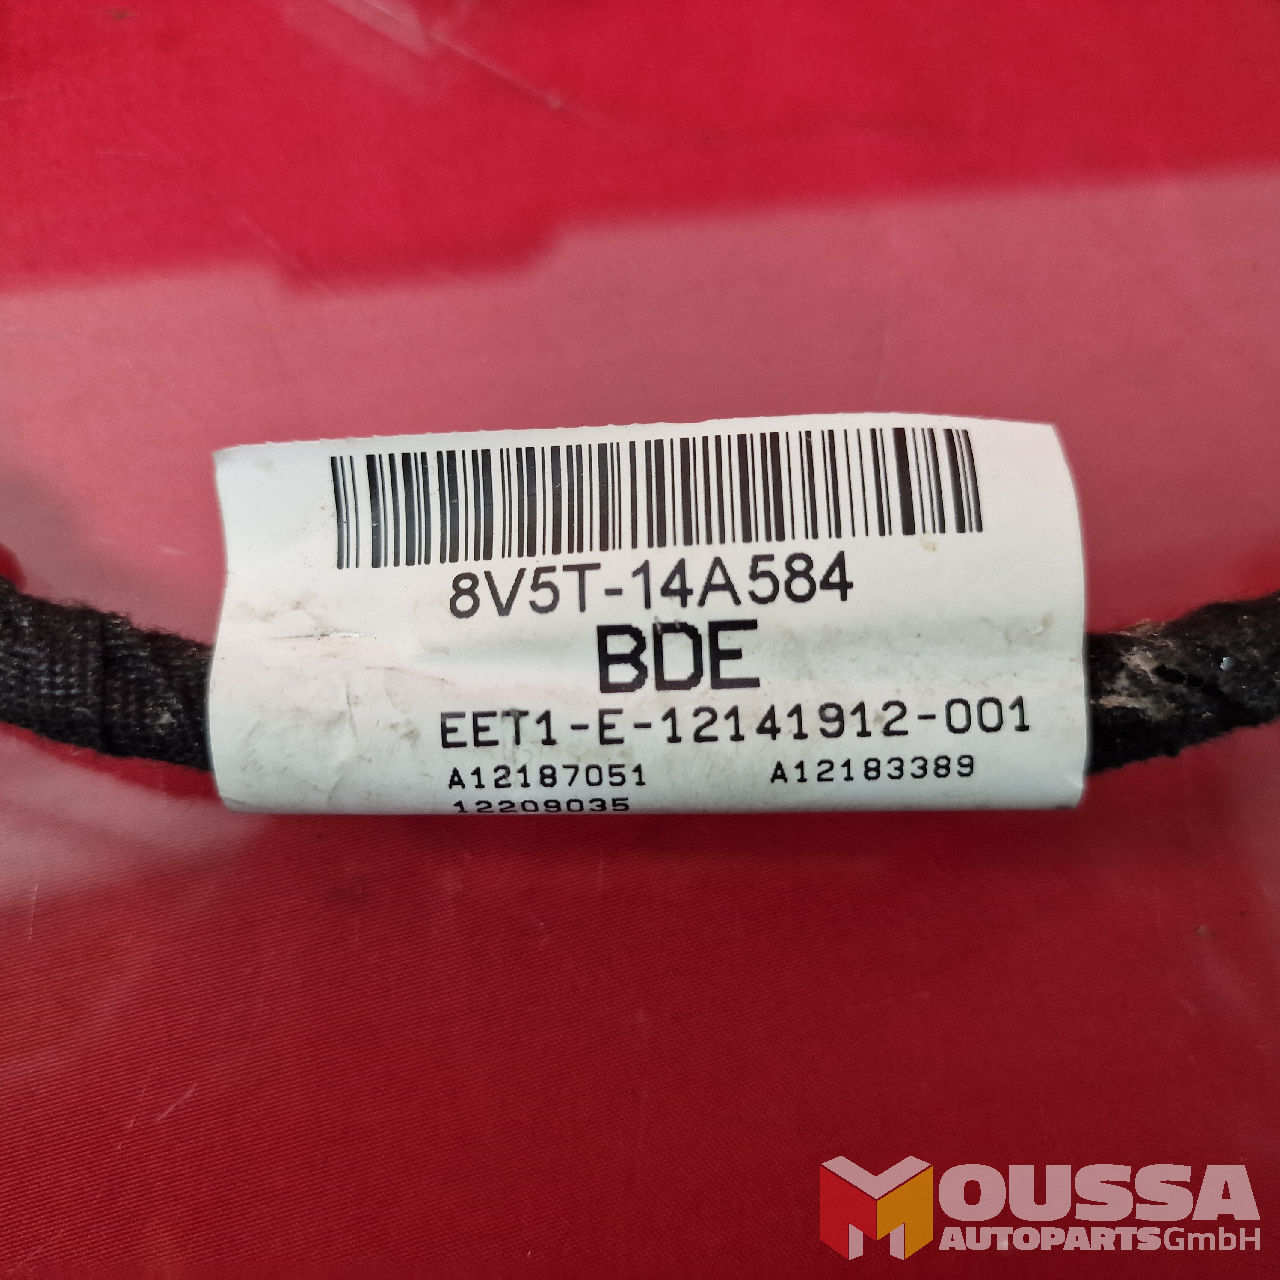 8V5T-14A584
BDE
EET1-E-12141912-001
A12187051 A12183389
12209035
MOUSSA
AUTOPARTSGmbH